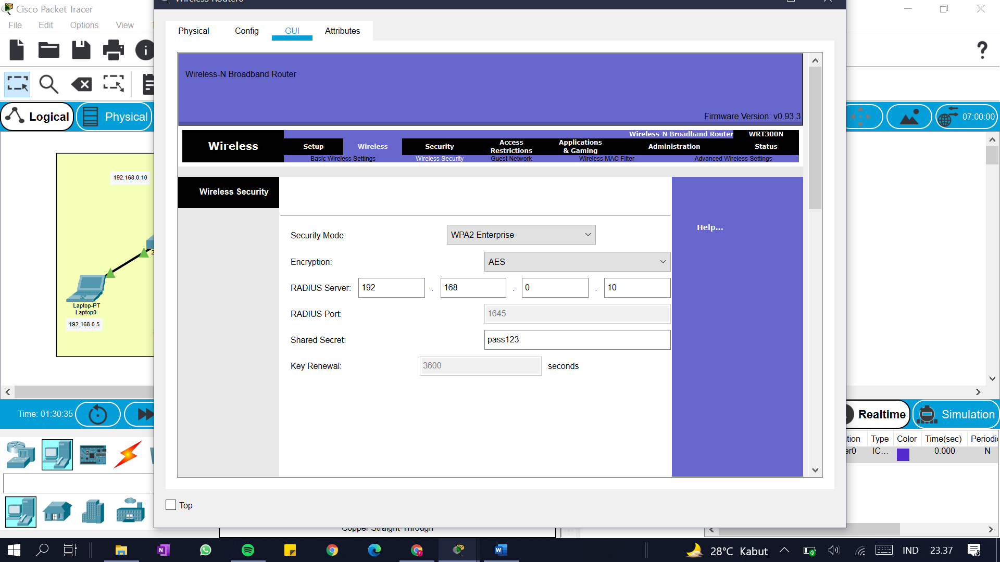 Cisco Packet Tracer
File Edit Options View
Physical Config GUI Attributes
Wireless-N Broadband Router
Firmware Version: v0.93.3
Logical
Physical
07:00:00
Wireless-N Broadband Router WRT300N
Wireless
Setup Wireless Security Access Restrictions Applications & Gaming Administration Status
Basic Wireless Settings Wireless Security Guest Network Wireless MAC Filter Advanced Wireless Settings
192.168.0.10
Wireless Security
Help...
Security Mode: WPA2 Enterprise
Encryption: AES
RADIUS Server: 192 . 168 . 0 . 10
RADIUS Port: 1645
Shared Secret: pass123
Key Renewal: 3600 seconds
Laptop-PT
Laptop0
192.168.0.5
Time: 01:30:35
Realtime
Simulation
tion Type Color Time(sec) Periodic
er0 IC... 0.000 N
Top
Copper Straight-Through
28°C Kabut
IND
23.37